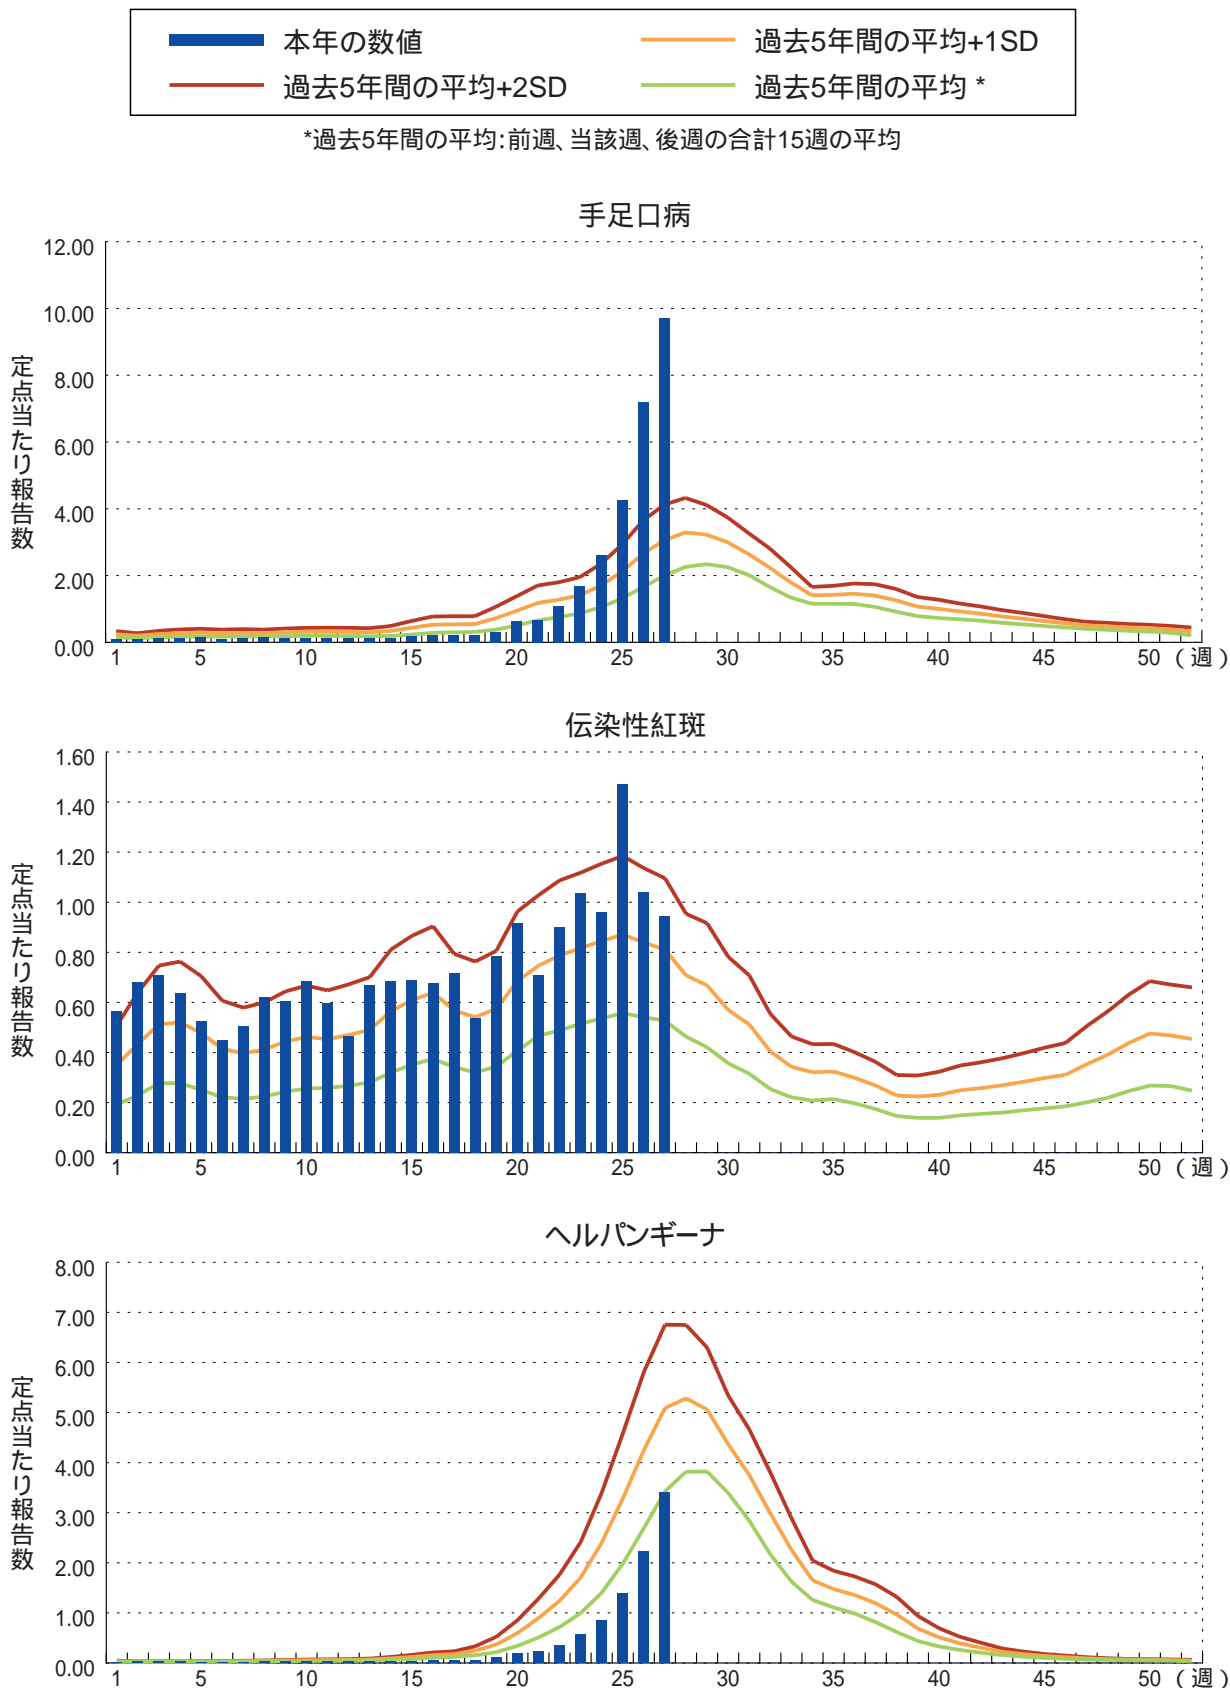 本年の数値
過去5年間の平均+1SD
過去5年間の平均+2SD
過去5年間の平均 *
*過去5年間の平均:前週、当該週、後週の合計15週の平均
手足口病
定点当たり報告数
12.00
10.00
8.00
6.00
4.00
2.00
0.00
1 5 10 15 20 25 30 35 40 45 50 (週)
伝染性紅斑
定点当たり報告数
1.60
1.40
1.20
1.00
0.80
0.60
0.40
0.20
0.00
1 5 10 15 20 25 30 35 40 45 50 (週)
ヘルパンギーナ
定点当たり報告数
8.00
7.00
6.00
5.00
4.00
3.00
2.00
1.00
0.00
1 5 10 15 20 25 30 35 40 45 50 (週)